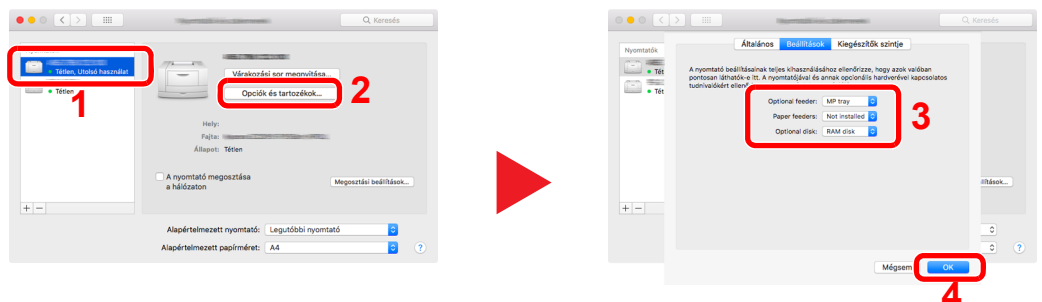 Keresés
Tétlen, Utolsó használat
Tétlen
1
Várakozási sor megnyitása...
Opciók és tartozékok...
2
Hely:
Fajta:
Állapot: Tétlen
A nyomtató megosztása
a hálózaton
Megosztási beállítások...
+ −
Alapértelmezett nyomtató: Legutóbbi nyomtató
Alapértelmezett papírméret: A4
?
Keresés
Nyomtatók
Tét
Tét
Általános Beállítások Kiegészítők szintje
A nyomtató beállításainak teljes kihasználásához ellenőrizze, hogy azok valóban
pontosan láthatók-e itt. A nyomtatójával és annak opcionális hardverével kapcsolatos
tudnivalókért
Optional feeder: MP tray
Paper feeders: Not installed
Optional disk: RAM disk
3
ítások...
+ −
?
Mégsem OK
4